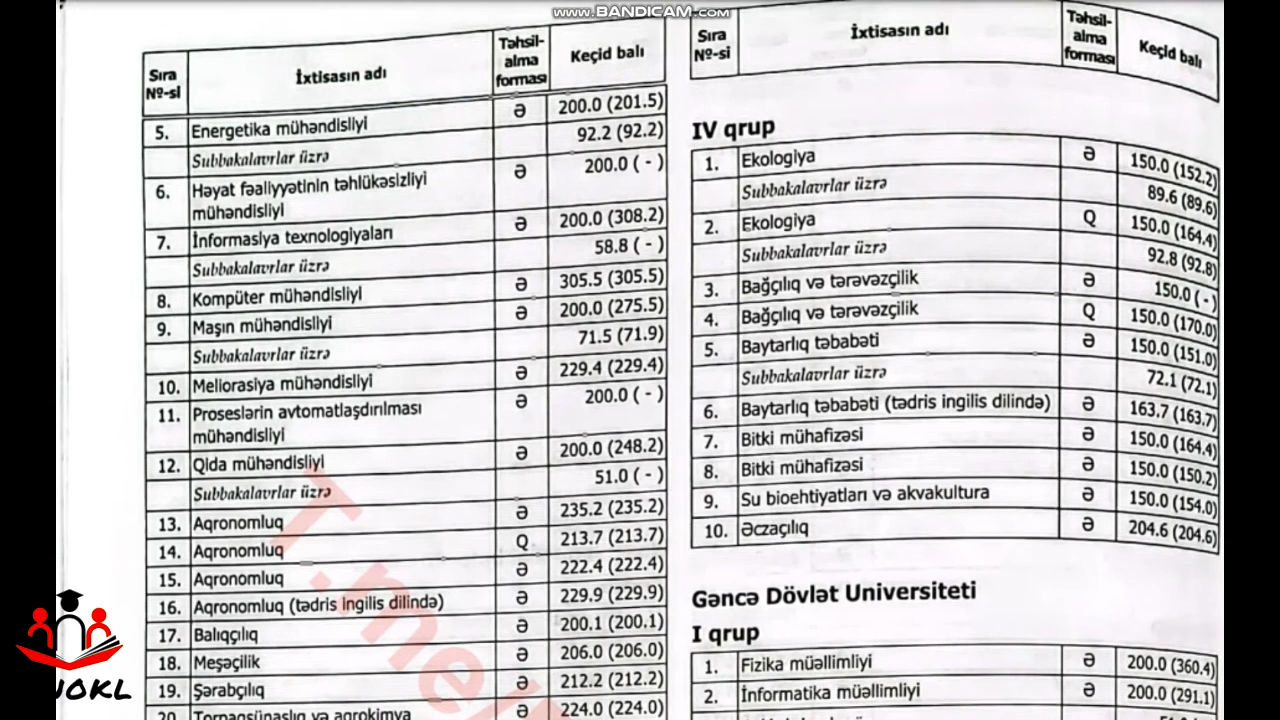 www.BANDICAM.com
Sıra Nº-si İxtisasın adı Təhsil-alma forması Keçid balı
5. Energetika mühəndisliyi Ə 200.0 (201.5)
Subbakalavrlar üzrə 92.2 (92.2)
6. Həyat fəaliyyətinin təhlükəsizliyi Ə 200.0 ( - )
mühəndisliyi
7. İnformasiya texnologiyaları Ə 200.0 (308.2)
Subbakalavrlar üzrə 58.8 ( - )
8. Kompüter mühəndisliyi Ə 305.5 (305.5)
9. Maşın mühəndisliyi Ə 200.0 (275.5)
Subbakalavrlar üzrə 71.5 (71.9)
10. Meliorasiya mühəndisliyi Ə 229.4 (229.4)
11. Proseslərin avtomatlaşdırılması Ə 200.0 ( - )
mühəndisliyi
12. Qida mühəndisliyi Ə 200.0 (248.2)
Subbakalavrlar üzrə 51.0 ( - )
13. Aqronomluq Ə 235.2 (235.2)
14. Aqronomluq Q 213.7 (213.7)
15. Aqronomluq Ə 222.4 (222.4)
16. Aqronomluq (tədris ingilis dilində) Ə 229.9 (229.9)
17. Balıqçılıq Ə 200.1 (200.1)
18. Meşəçilik Ə 206.0 (206.0)
19. Şərabçılıq Ə 212.2 (212.2)
20. Torpaqşünaslıq və aqrokimya Ə 224.0 (224.0)
Sıra Nº-si İxtisasın adı Təhsil-alma forması Keçid balı
IV qrup
1. Ekologiya Ə 150.0 (152.2)
Subbakalavrlar üzrə 89.6 (89.6)
2. Ekologiya Q 150.0 (164.4)
Subbakalavrlar üzrə 92.8 (92.8)
3. Bağçılıq və tərəvəzçilik Ə 150.0 ( - )
4. Bağçılıq və tərəvəzçilik Q 150.0 (170.0)
5. Baytarlıq təbabəti Ə 150.0 (151.0)
Subbakalavrlar üzrə 72.1 (72.1)
6. Baytarlıq təbabəti (tədris ingilis dilində) Ə 163.7 (163.7)
7. Bitki mühafizəsi Ə 150.0 (164.4)
8. Bitki mühafizəsi Ə 150.0 (150.2)
9. Su bioehtiyatları və akvakultura Ə 150.0 (154.0)
10. Əczaçılıq Ə 204.6 (204.6)
Gəncə Dövlət Universiteti
I qrup
1. Fizika müəllimliyi Ə 200.0 (360.4)
2. İnformatika müəllimliyi Ə 200.0 (291.1)
T.me/